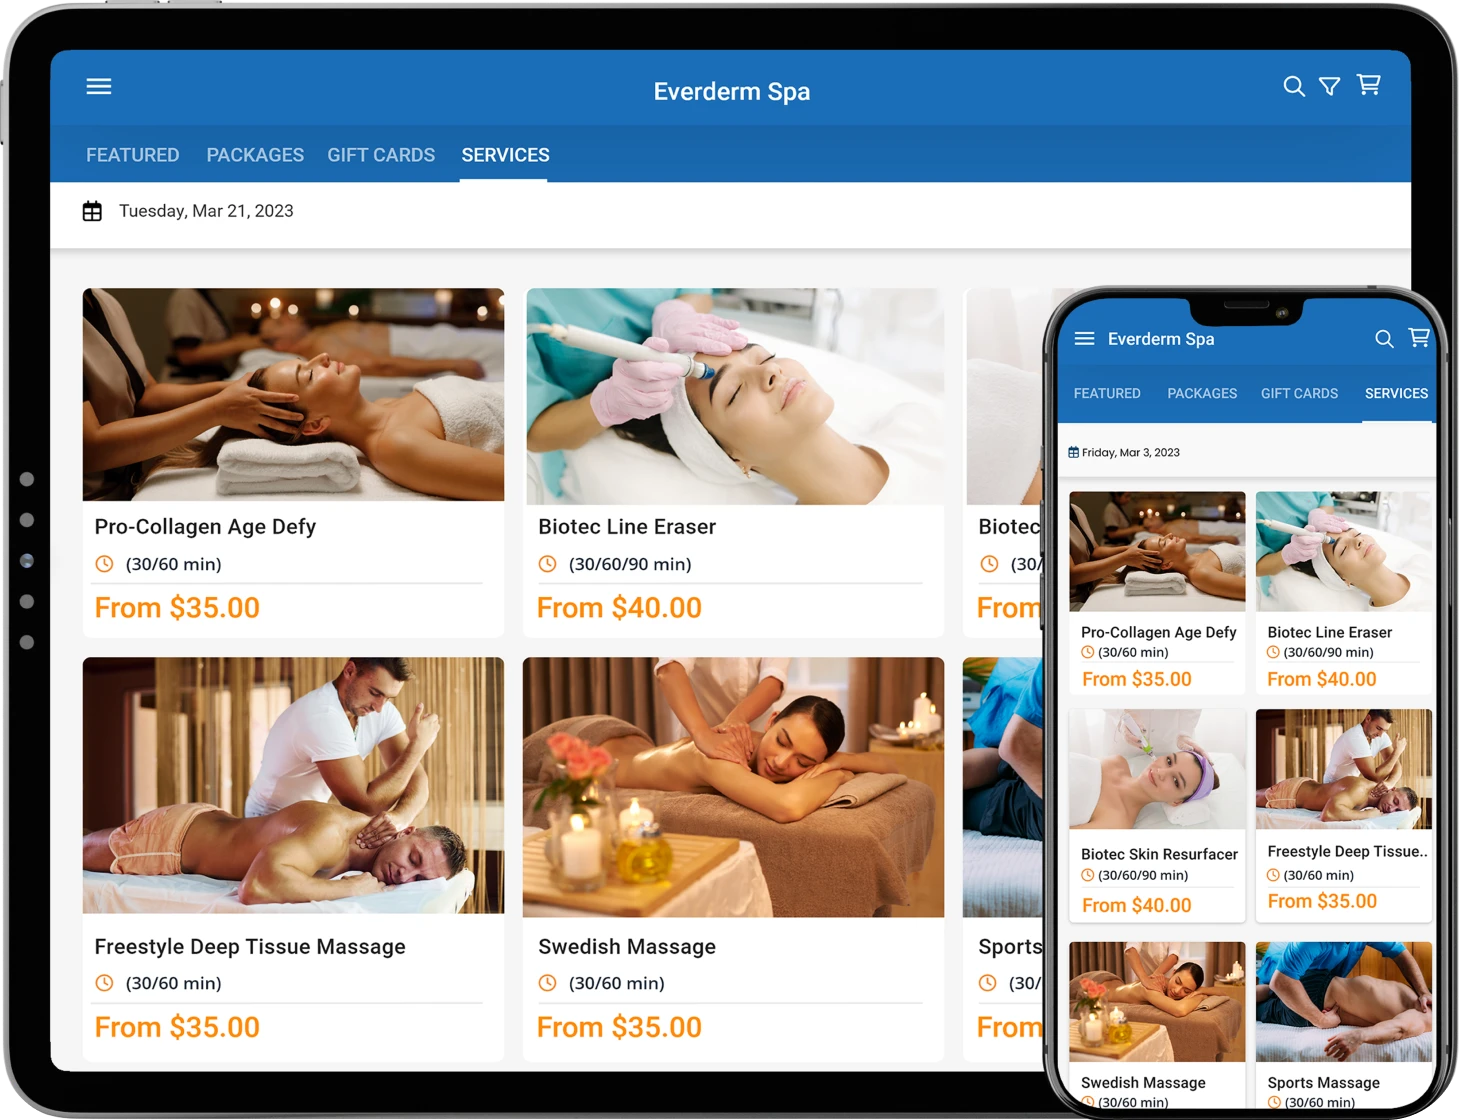 Everderm Spa
FEATURED PACKAGES GIFT CARDS SERVICES
Tuesday, Mar 21, 2023
Pro-Collagen Age Defy
(30/60 min)
From $35.00
Biotec Line Eraser
(30/60/90 min)
From $40.00
Biotec
(30/
From
Freestyle Deep Tissue Massage
(30/60 min)
From $35.00
Swedish Massage
(30/60 min)
From $35.00
Sports
(30/
From
Everderm Spa
FEATURED PACKAGES GIFT CARDS SERVICES
Friday, Mar 3, 2023
Pro-Collagen Age Defy
(30/60 min)
From $35.00
Biotec Line Eraser
(30/60/90 min)
From $40.00
Biotec Skin Resurfacer
(30/60/90 min)
From $40.00
Freestyle Deep Tissue..
(30/60 min)
From $35.00
Swedish Massage
(30/60 min)
Sports Massage
(30/60 min)